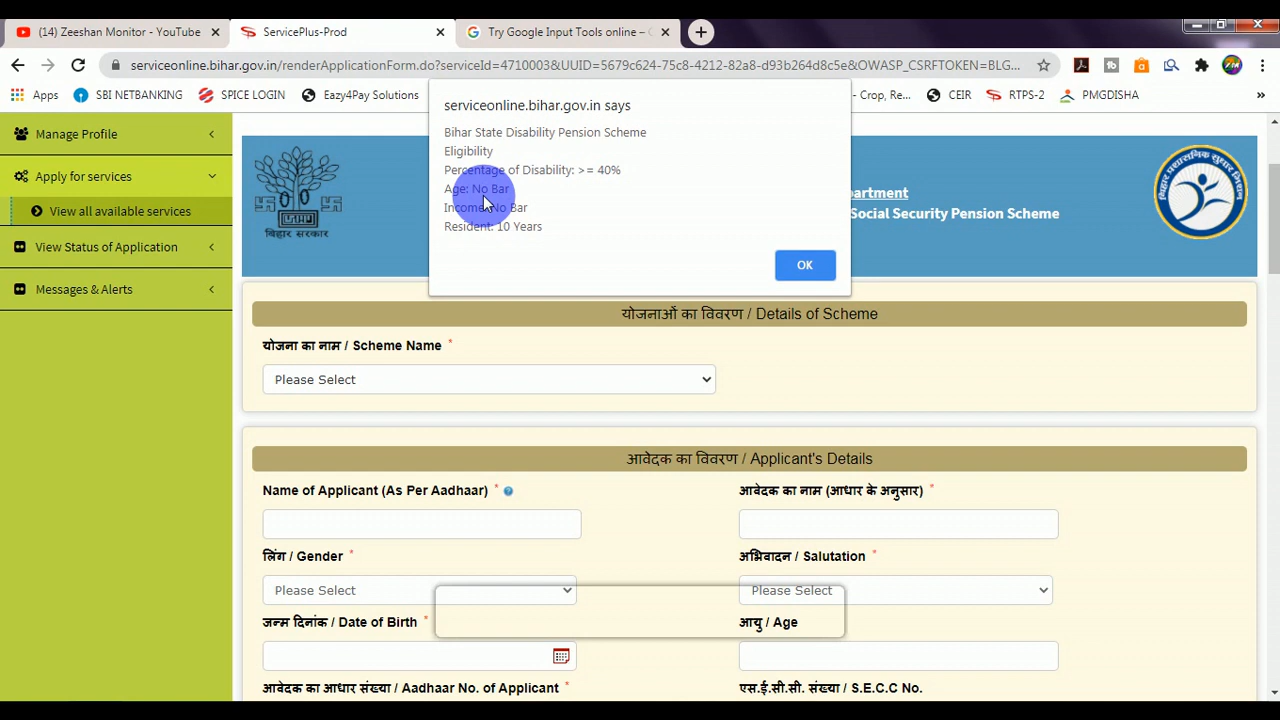 (14) Zeeshan Monitor - YouTube
ServicePlus-Prod
Try Google Input Tools online –
serviceonline.bihar.gov.in/renderApplicationForm.do?serviceId=4710003&UUID=5679c624-75c8-4212-82a8-d93b264d8c5e&OWASP_CSRFTOKEN=BLG...
Apps
SBI NETBANKING
SPICE LOGIN
Eazy4Pay Solutions
- Crop, Re...
CEIR
RTPS-2
PMGDISHA
»
serviceonline.bihar.gov.in says
Bihar State Disability Pension Scheme
Eligibility
Percentage of Disability: >= 40%
Age: No Bar
Income: No Bar
Resident: 10 Years
OK
Manage Profile
Apply for services
View all available services
View Status of Application
Messages & Alerts
बिहार सरकार
Social Security Pension Scheme
योजनाओं का विवरण / Details of Scheme
योजना का नाम / Scheme Name *
Please Select
आवेदक का विवरण / Applicant's Details
Name of Applicant (As Per Aadhaar) *
आवेदक का नाम (आधार के अनुसार) *
लिंग / Gender *
अभिवादन / Salutation *
Please Select
Please Select
जन्म दिनांक / Date of Birth *
आयु / Age
आवेदक का आधार संख्या / Aadhaar No. of Applicant *
एस.ई.सी.सी. संख्या / S.E.C.C No.